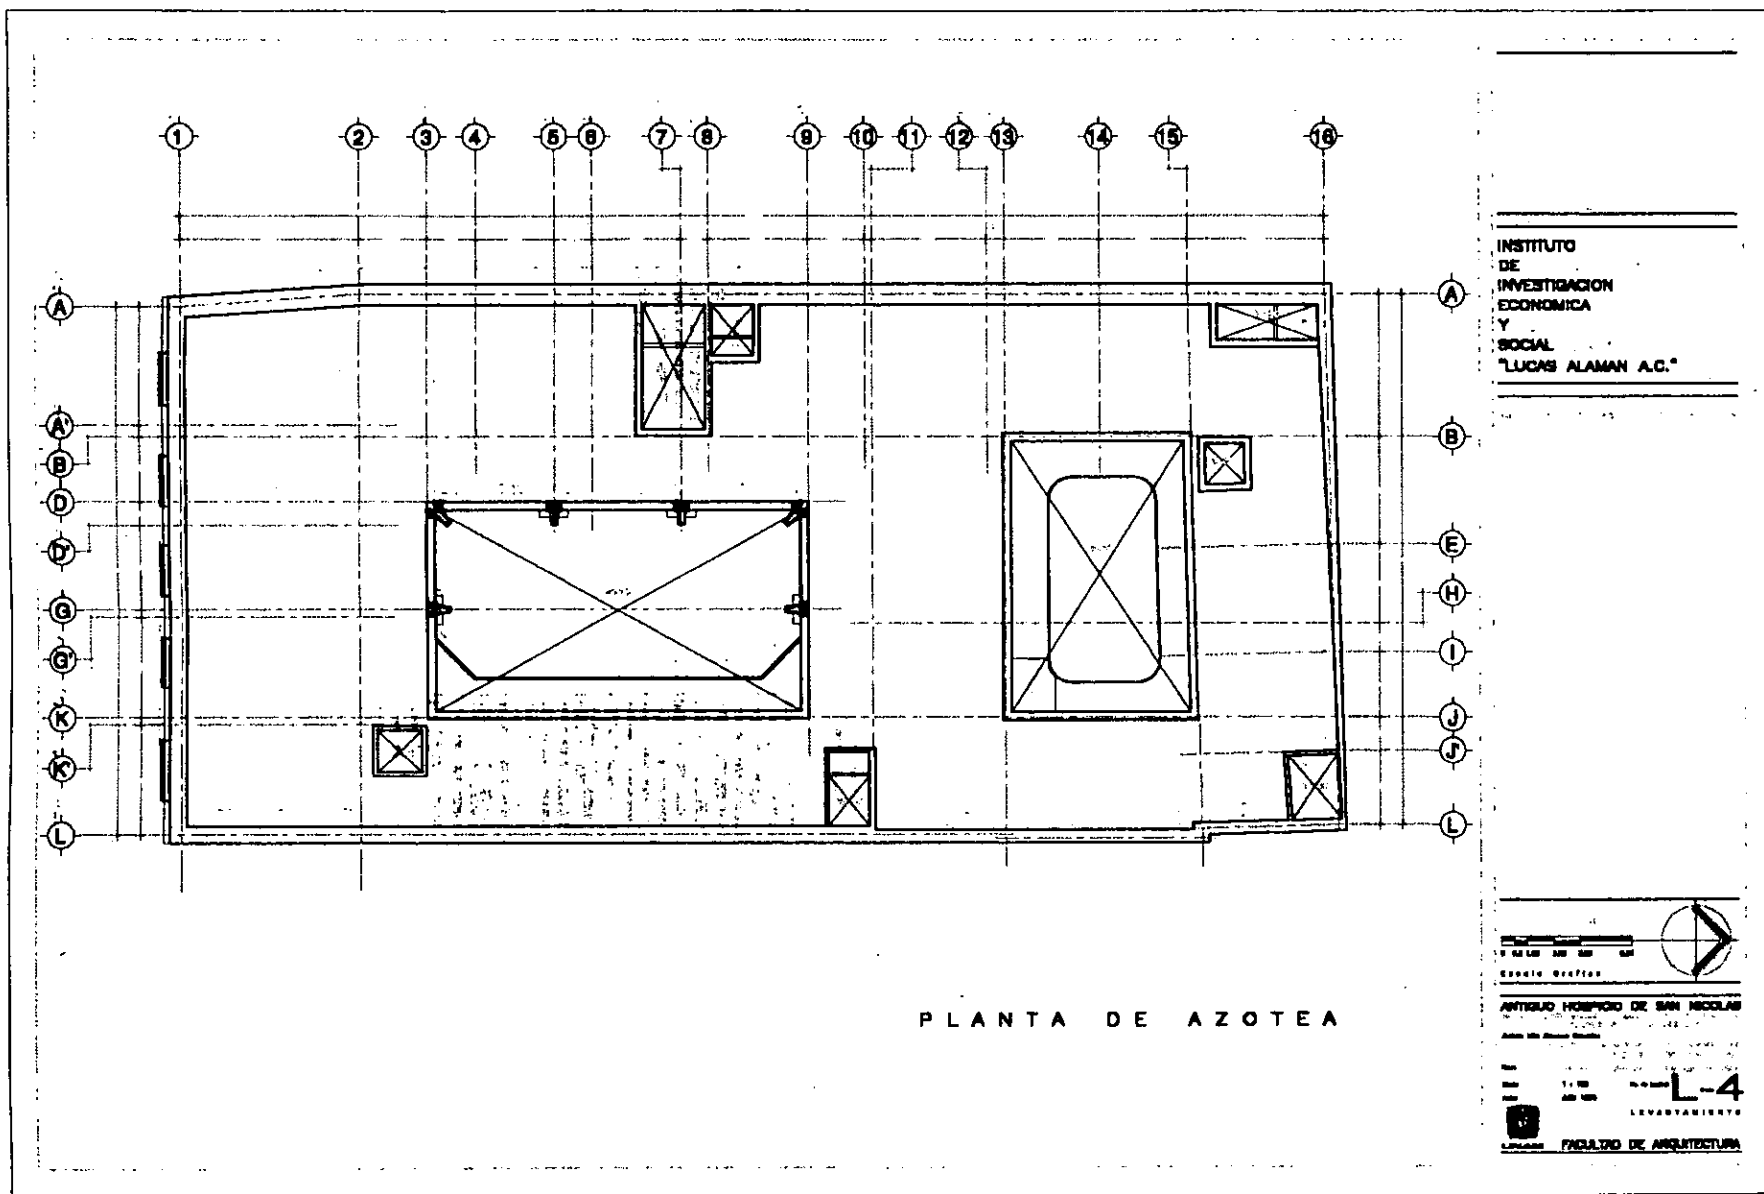 1 2 3 4 5 6 7 8 9 10 11 12 13 14 15 16
A A
A'
B B
D
D' E
G H
G' I
K J
K' J'
L L
INSTITUTO
DE
INVESTIGACION
ECONOMICA
Y
SOCIAL
"LUCAS ALAMAN A.C."
PLANTA DE AZOTEA
Escala Grafica
ANTIGUO HOSPICIO DE SAN NICOLAS
L-4
LEVANTAMIENTO
FACULTAD DE ARQUITECTURA